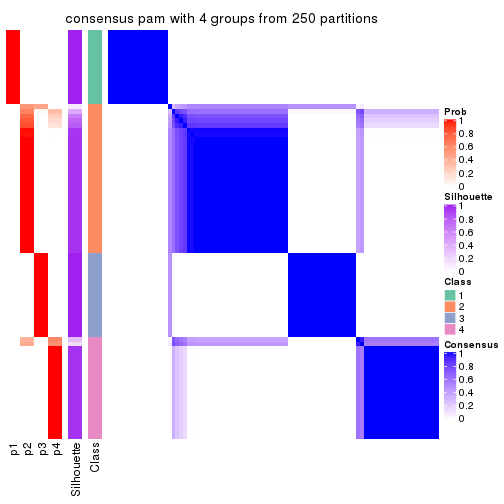 consensus pam with 4 groups from 250 partitions
Prob
1
0.8
0.6
0.4
0.2
0
Silhouette
1
0.8
0.6
0.4
0.2
0
Class
1
2
3
4
Consensus
1
0.8
0.6
0.4
0.2
0
p1
p2
p3
p4
Silhouette
Class